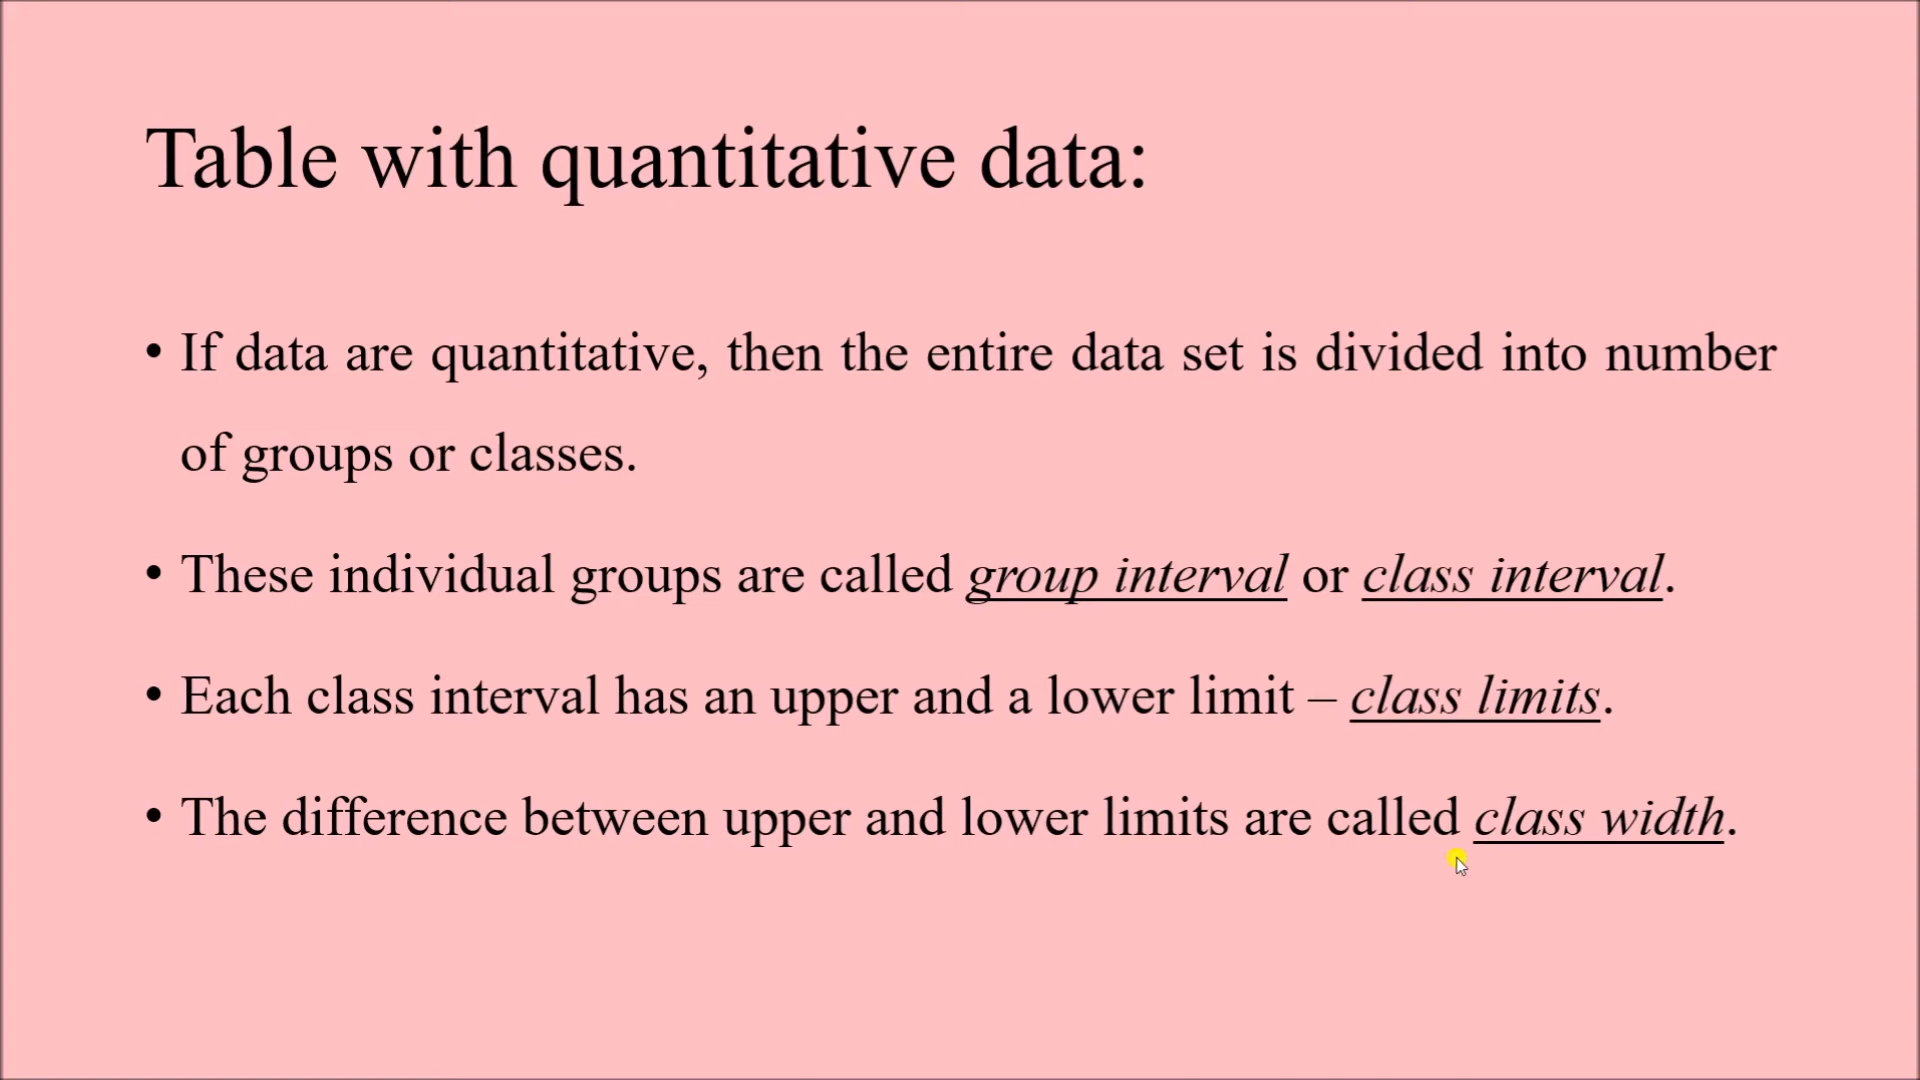 Table with quantitative data:
• If data are quantitative, then the entire data set is divided into number
of groups or classes.
• These individual groups are called group interval or class interval.
• Each class interval has an upper and a lower limit – class limits.
• The difference between upper and lower limits are called class width.